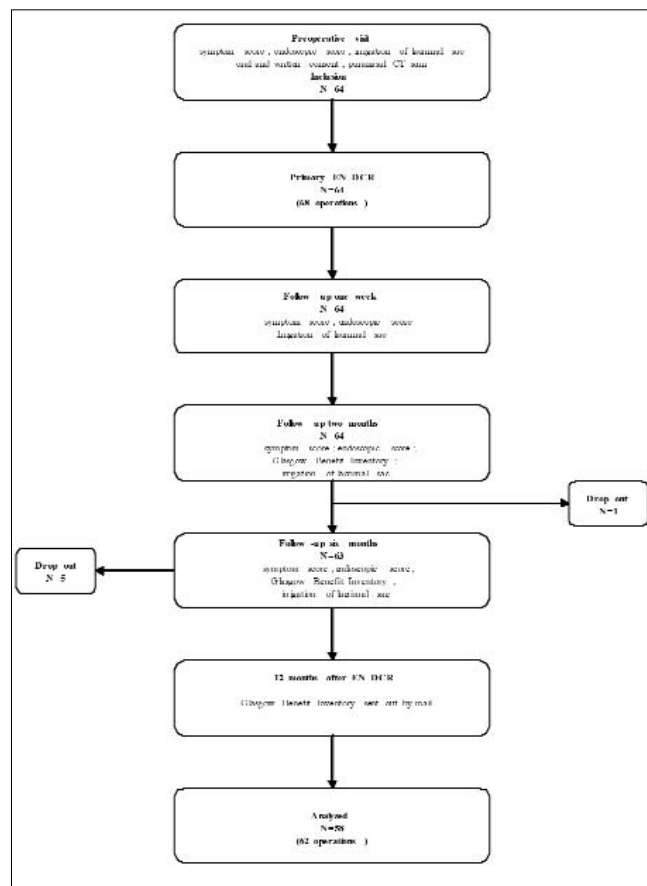 Preoperative visit
symptom score , endoscopic score , irrigation of lacrimal sac
oral and written consent , paranasal CT scan
Inclusion
N 64
Primary EN DCR
N=64
(68 operations )
Follow up one week
N 64
symptom score , endoscopic score
Irrigation of lacrimal sac
Follow up two months
N 64
symptom score ; endoscopic score ;
Glasgow Benefit Inventory ;
irrigation of lacrimal sac
Drop out
N=1
Follow -up six months
N=63
symptom score , endoscopic score ,
Glasgow Benefit Inventory ,
irrigation of lacrimal sac
Drop out
N 5
12 months after EN DCR
Glasgow Benefit Inventory sent out by mail
Analyzed
N=58
(62 operations )